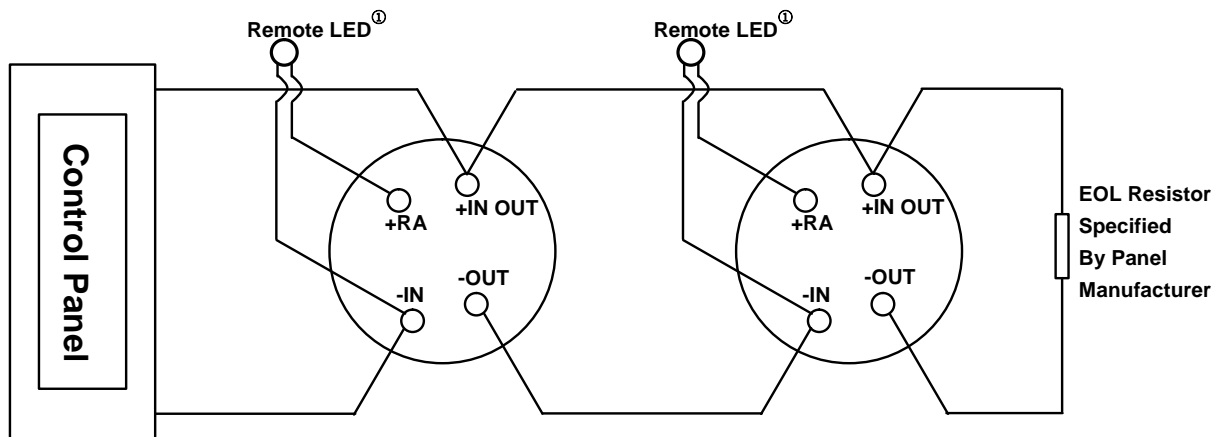 Remote LED①
Remote LED①
Control Panel
+RA
+IN OUT
-IN
-OUT
+RA
+IN OUT
-IN
-OUT
EOL Resistor
Specified
By Panel
Manufacturer